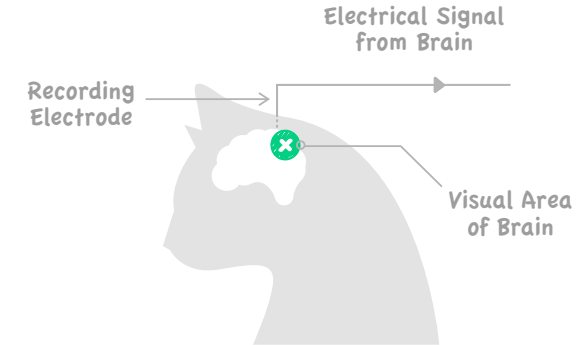 Electrical Signal
from Brain
Recording
Electrode
Visual Area
of Brain